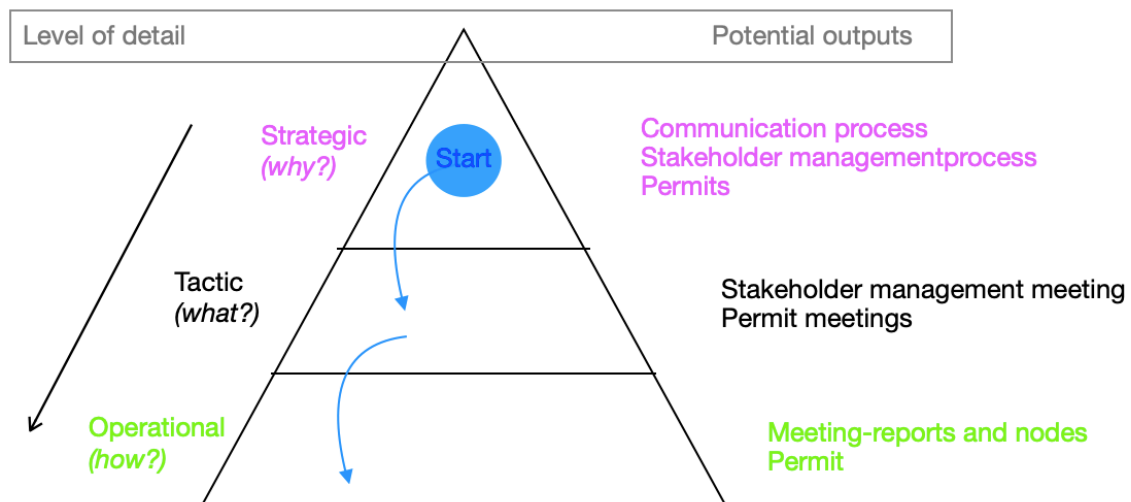 Level of detail
Potential outputs
Strategic
(why?)
Start
Communication process
Stakeholder managementprocess
Permits
Tactic
(what?)
Stakeholder management meeting
Permit meetings
Operational
(how?)
Meeting-reports and nodes
Permit